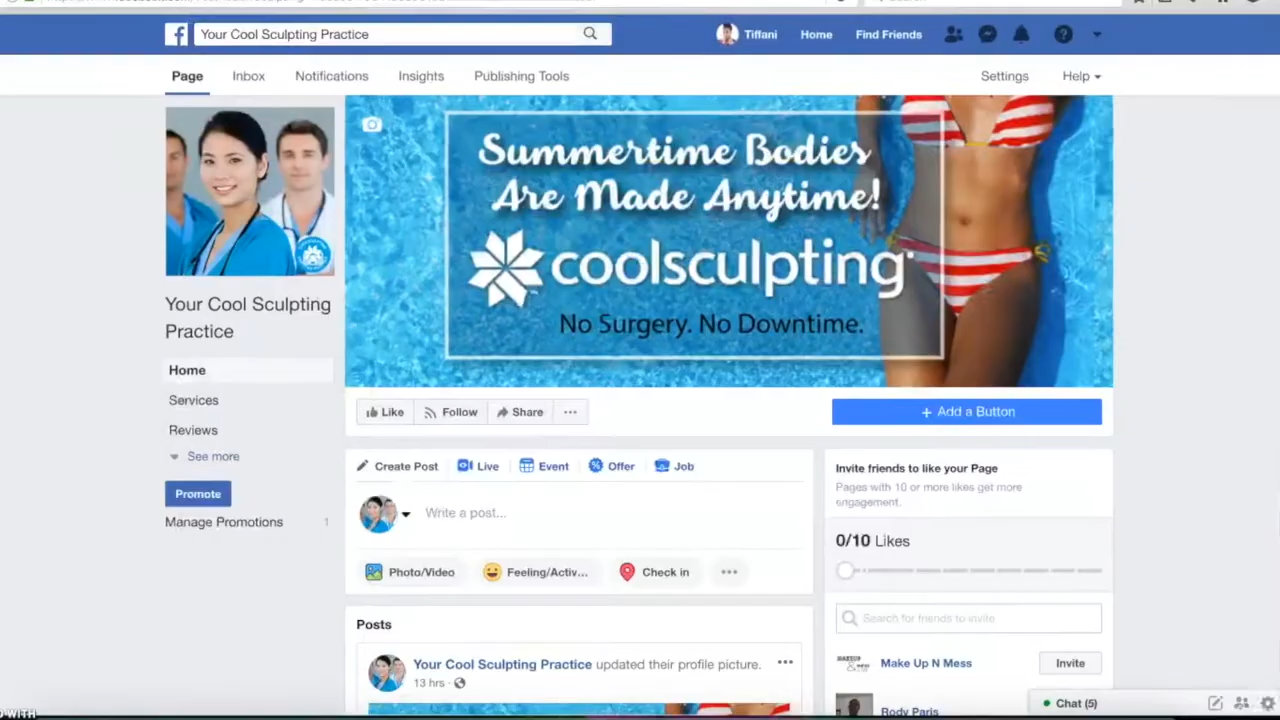 Your Cool Sculpting Practice
Tiffani
Home
Find Friends
Page
Inbox
Notifications
Insights
Publishing Tools
Settings
Help
Summertime Bodies
Are Made Anytime!
coolsculpting
No Surgery. No Downtime.
Your Cool Sculpting
Practice
Home
Services
Reviews
See more
Promote
Manage Promotions 1
Like
Follow
Share
+ Add a Button
Create Post
Live
Event
Offer
Job
Write a post...
Photo/Video
Feeling/Activ...
Check in
Posts
Your Cool Sculpting Practice updated their profile picture.
13 hrs
Invite friends to like your Page
Pages with 10 or more likes get more
engagement.
0/10 Likes
Search for friends to invite
Make Up N Mess
Invite
Rody Paris
Chat (5)
WITH